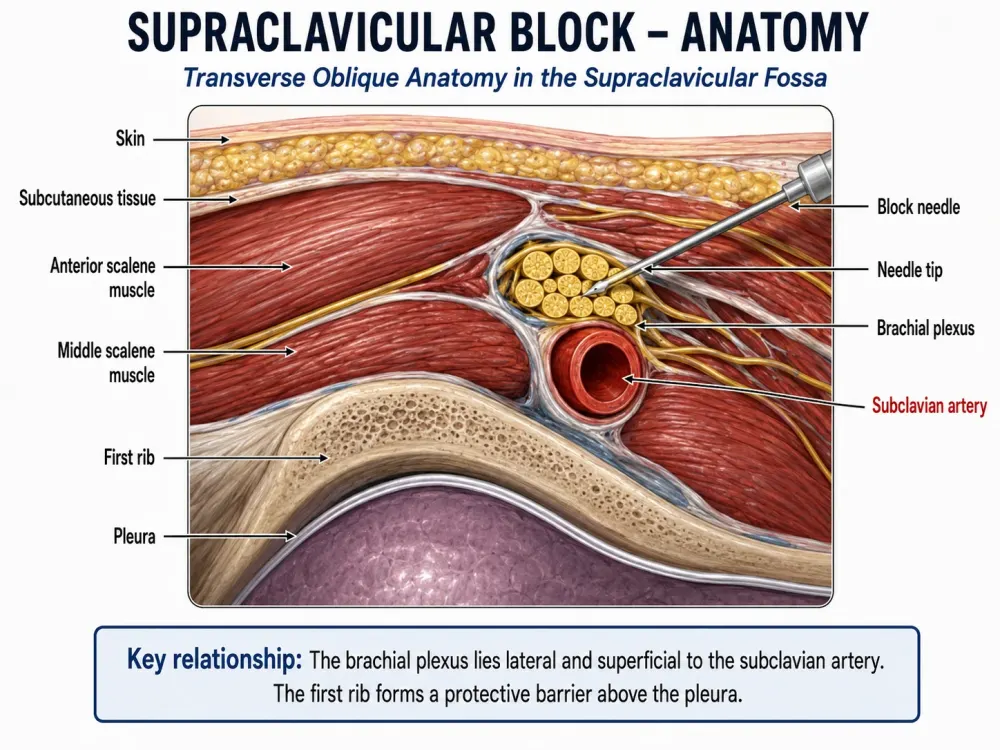 SUPRACLAVICULAR BLOCK – ANATOMY
Transverse Oblique Anatomy in the Supraclavicular Fossa
Skin
Subcutaneous tissue
Anterior scalene
muscle
Middle scalene
muscle
First rib
Pleura
Block needle
Needle tip
Brachial plexus
Subclavian artery
Key relationship: The brachial plexus lies lateral and superficial to the subclavian artery.
The first rib forms a protective barrier above the pleura.